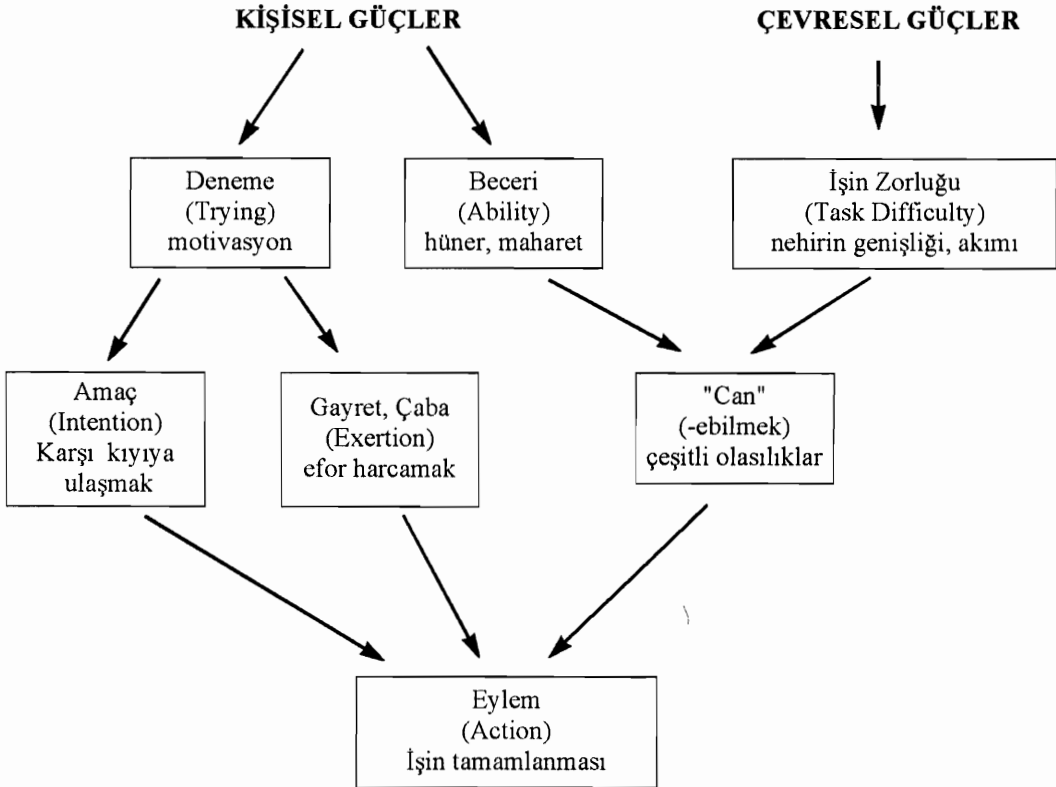 KİŞİSEL GÜÇLER
ÇEVRESEL GÜÇLER
Deneme
(Trying)
motivasyon
Beceri
(Ability)
hüner, maharet
İşin Zorluğu
(Task Difficulty)
nehirin genişliği, akımı
Amaç
(Intention)
Karşı kıyıya
ulaşmak
Gayret, Çaba
(Exertion)
efor harcamak
"Can"
(-ebilmek)
çeşitli olasılıklar
Eylem
(Action)
İşin tamamlanması